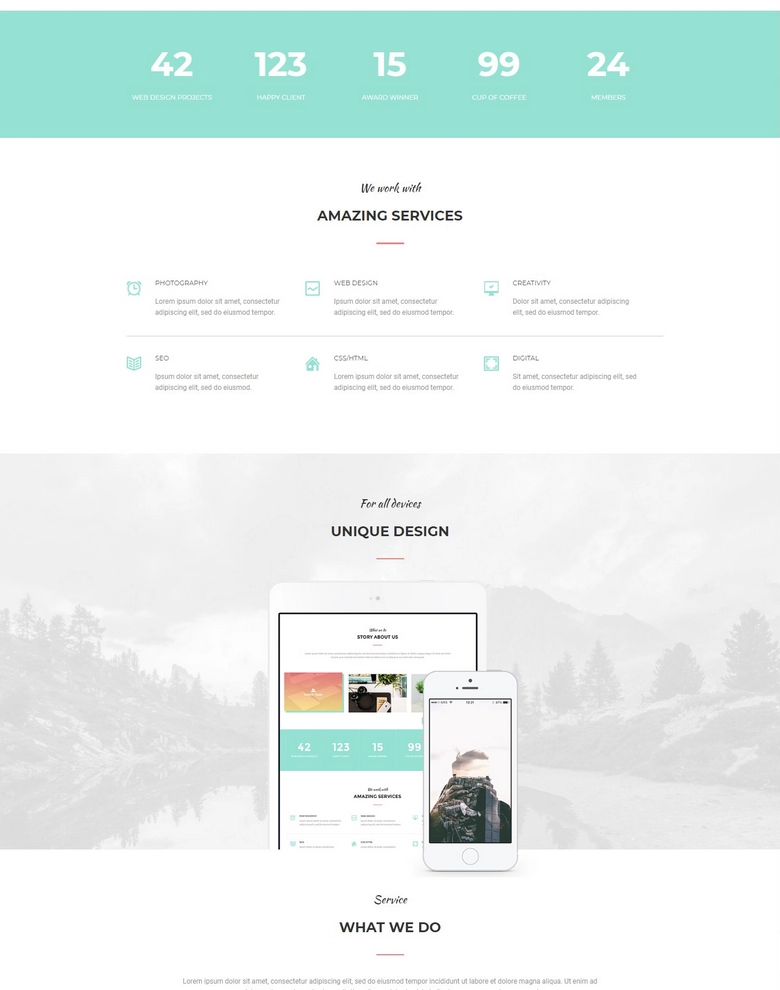 42 123 15 99 24
WEB DESIGN PROJECTS HAPPY CLIENT AWARD WINNER CUP OF COFFEE MEMBERS
We work with
AMAZING SERVICES
PHOTOGRAPHY
Lorem ipsum dolor sit amet, consectetur
adipiscing elit, sed do eiusmod tempor.
WEB DESIGN
Ipsum dolor sit amet, consectetur
adipiscing elit, sed do eiusmod tempor.
CREATIVITY
Dolor sit amet, consectetur adipiscing
elit, sed do eiusmod tempor.
SEO
Ipsum dolor sit amet, consectetur
adipiscing elit, sed do eiusmod.
CSS/HTML
Lorem ipsum dolor sit amet, consectetur
adipiscing elit, sed do eiusmod tempor.
DIGITAL
Sit amet, consectetur adipiscing elit, sed
do eiusmod tempor.
For all devices
UNIQUE DESIGN
STORY ABOUT US
42 123 15 99
We work with
AMAZING SERVICES
12:21
Service
WHAT WE DO
Lorem ipsum dolor sit amet, consectetur adipiscing elit, sed do eiusmod tempor incididunt ut labore et dolore magna aliqua. Ut enim ad